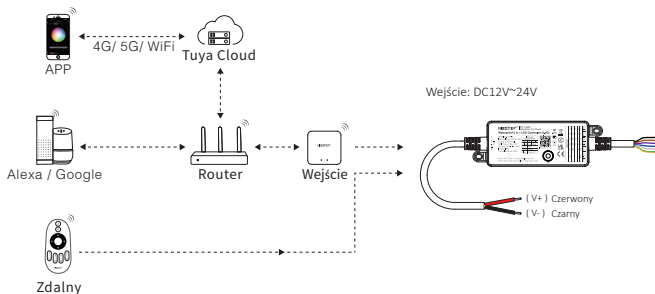 4G/ 5G/ WiFi
APP
Tuya Cloud
Wejście: DC12V~24V
Alexa / Google
Router
Wejście
( V+ ) Czerwony
( V- ) Czarny
Zdalny